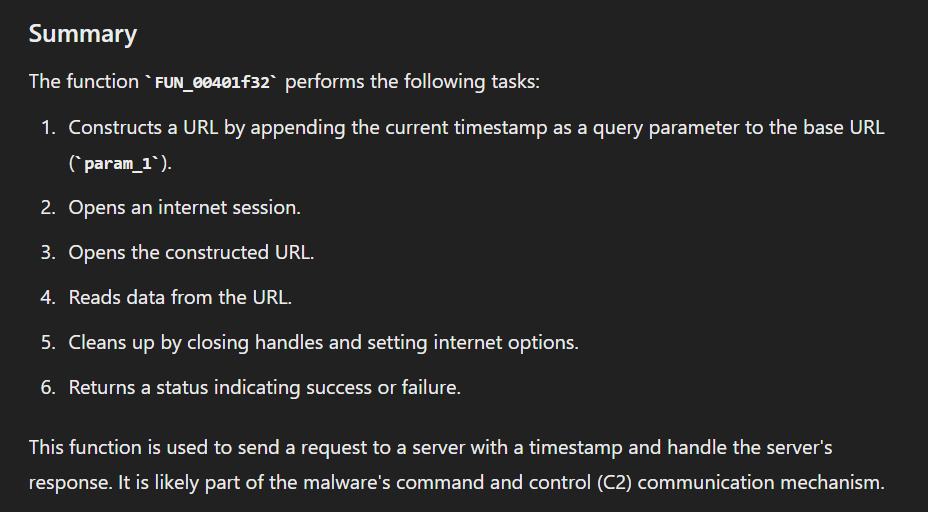 Summary
The function `FUN_00401f32` performs the following tasks:
1. Constructs a URL by appending the current timestamp as a query parameter to the base URL
(`param_1`).
2. Opens an internet session.
3. Opens the constructed URL.
4. Reads data from the URL.
5. Cleans up by closing handles and setting internet options.
6. Returns a status indicating success or failure.
This function is used to send a request to a server with a timestamp and handle the server's
response. It is likely part of the malware's command and control (C2) communication mechanism.